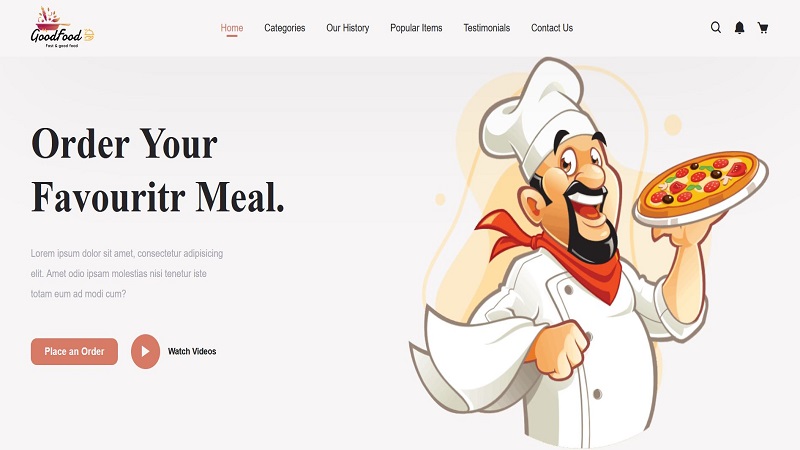 GoodFood
Fast & good food
Home Categories Our History Popular Items Testimonials Contact Us
Order Your
Favouritr Meal.
Lorem ipsum dolor sit amet, consectetur adipisicing
elit. Amet odio ipsam molestias nisi tenetur iste
totam eum ad modi cum?
Place an Order Watch Videos